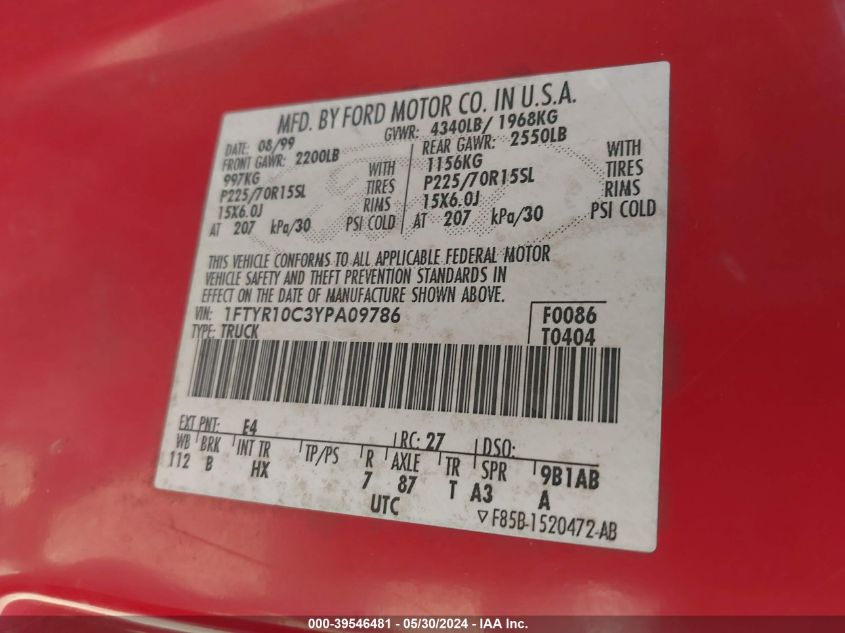 MFD. BY FORD MOTOR CO. IN U.S.A.
DATE: 08/99 GVWR: 4340LB/ 1968KG
FRONT GAWR: 2200LB REAR GAWR: 2550LB
997KG WITH 1156KG WITH
P225/70R15SL TIRES P225/70R15SL TIRES
15X6.0J RIMS 15X6.0J RIMS
AT 207 kPa/30 PSI COLD AT 207 kPa/30 PSI COLD
THIS VEHICLE CONFORMS TO ALL APPLICABLE FEDERAL MOTOR
VEHICLE SAFETY AND THEFT PREVENTION STANDARDS IN
EFFECT ON THE DATE OF MANUFACTURE SHOWN ABOVE.
VIN: 1FTYR10C3YPA09786 F0086
TYPE: TRUCK T0404
EXT PNT: E4 RC: 27 DSO:
WB BRK INT TR TP/PS R AXLE TR SPR 9B1AB
112 B HX 7 87 T A3 A
UTC ▽F85B-1520472-AB
000-39546481 - 05/30/2024 - IAA Inc.